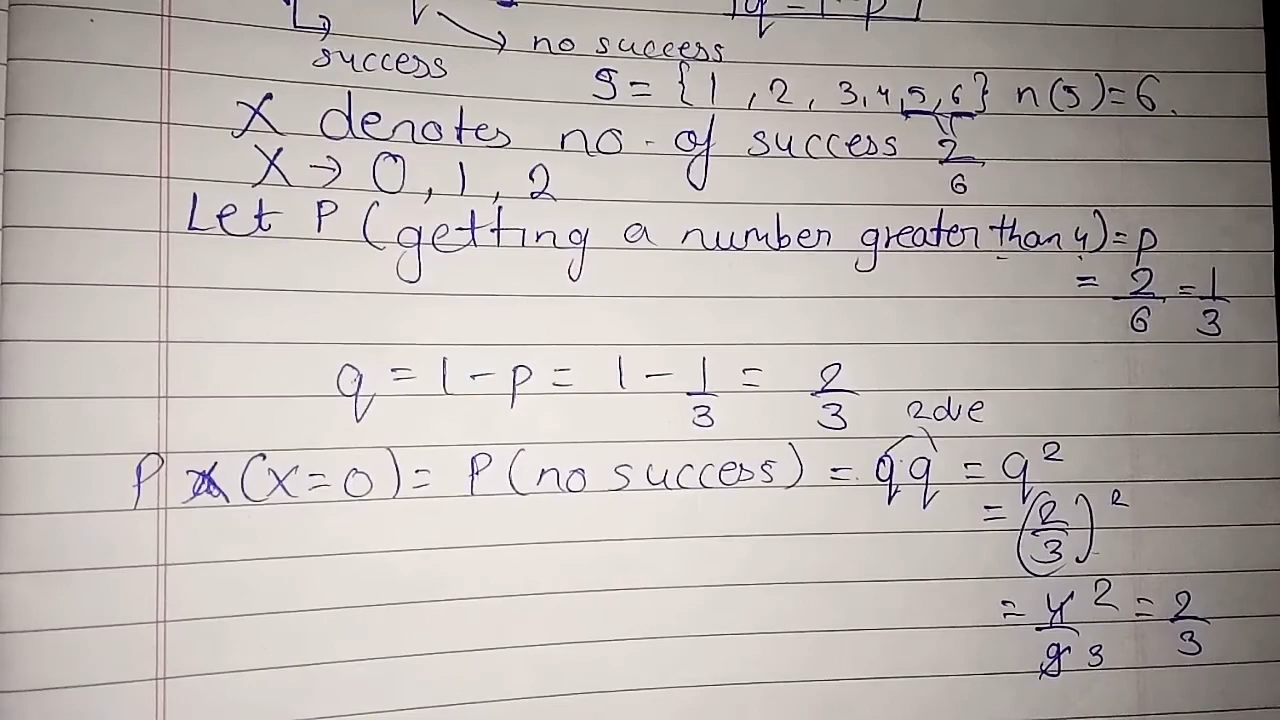 q = 1 - p
success
no success
S = {1, 2, 3, 4, 5, 6} n(S) = 6.
X denotes no. of success 2/6
X → 0, 1, 2
Let P (getting a number greater than 4) = p
= 2/6 = 1/3
q = 1 - p = 1 - 1/3 = 2/3
2die
P (X = 0) = P (no success) = q q = q²
= (2/3)²
= 4/9 2/3 = 2/3